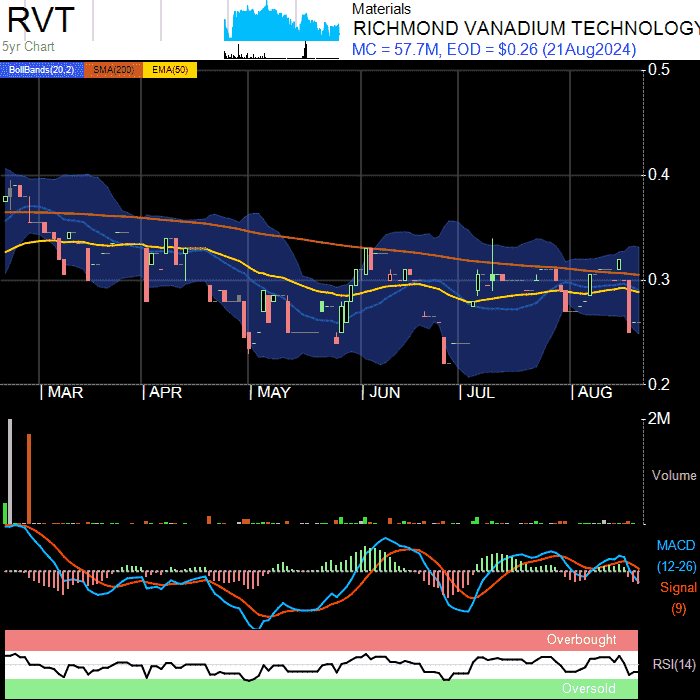 RVT
5yr Chart
Materials
RICHMOND VANADIUM TECHNOLOGY
MC = 57.7M, EOD = $0.26 (21Aug2024)
BollBands(20,2) SMA(200) EMA(50)
0.5
0.4
0.3
0.2
MAR APR MAY JUN JUL AUG
2M
Volume
MACD
(12-26)
Signal
(9)
Overbought
RSI(14)
Oversold